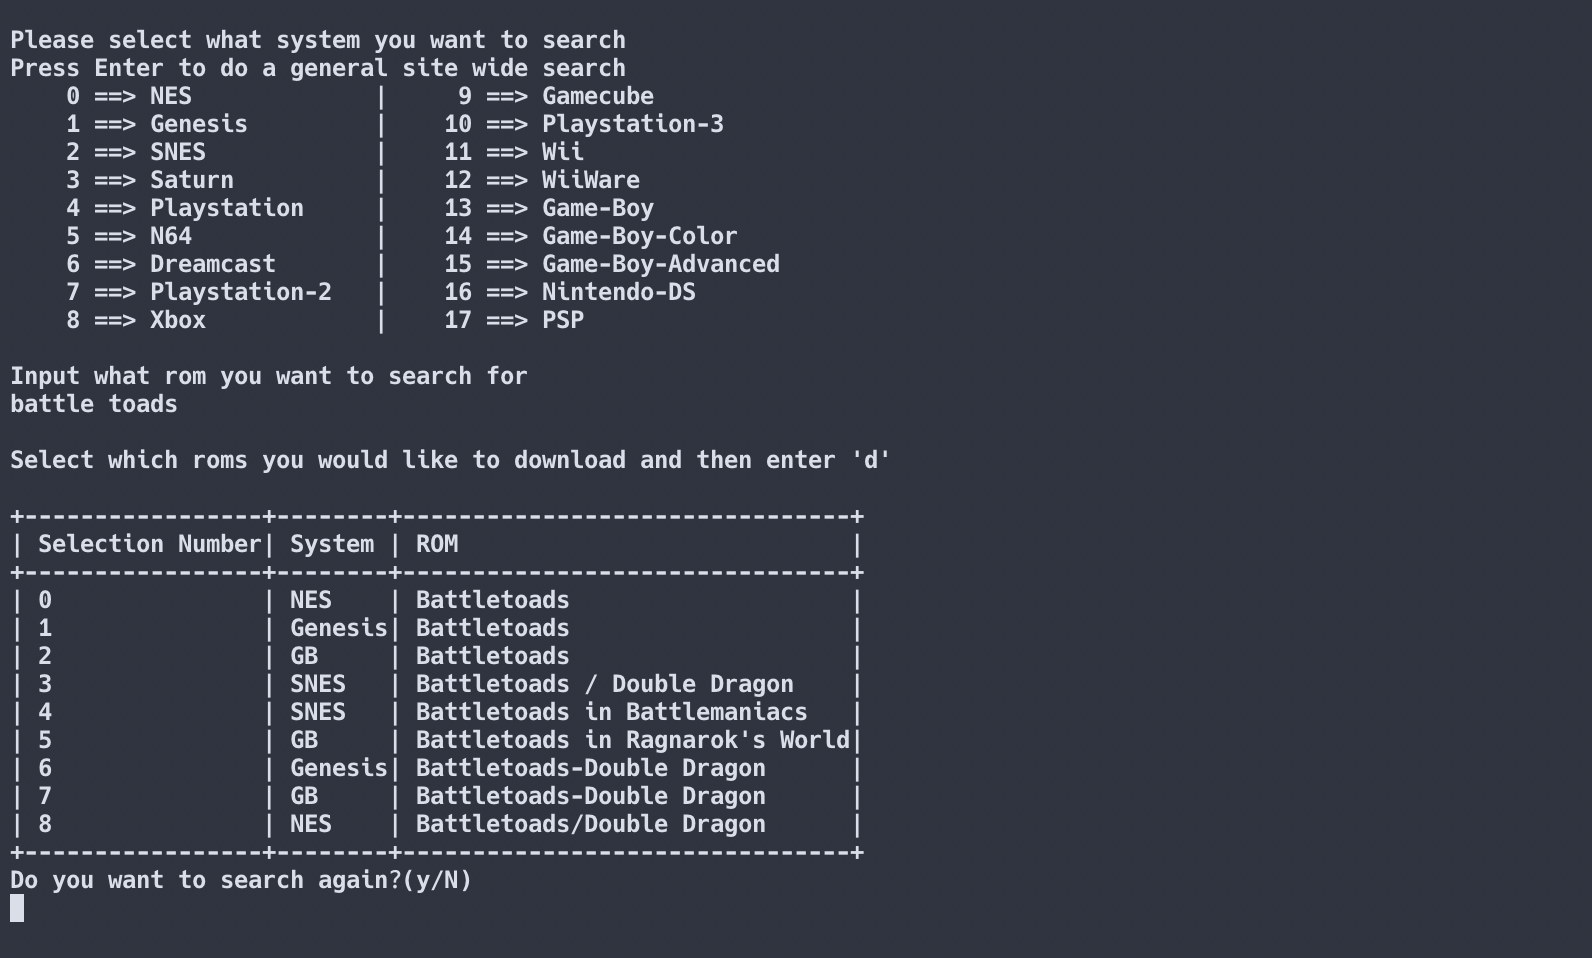 Please select what system you want to search
Press Enter to do a general site wide search
    0 ==> NES             |     9 ==> Gamecube
    1 ==> Genesis         |    10 ==> Playstation-3
    2 ==> SNES            |    11 ==> Wii
    3 ==> Saturn          |    12 ==> WiiWare
    4 ==> Playstation     |    13 ==> Game-Boy
    5 ==> N64             |    14 ==> Game-Boy-Color
    6 ==> Dreamcast       |    15 ==> Game-Boy-Advanced
    7 ==> Playstation-2   |    16 ==> Nintendo-DS
    8 ==> Xbox            |    17 ==> PSP
Input what rom you want to search for
battle toads
Select which roms you would like to download and then enter 'd'
+-----------------+--------+--------------------------------+
| Selection Number| System | ROM                            |
+-----------------+--------+--------------------------------+
| 0               | NES    | Battletoads                    |
| 1               | Genesis| Battletoads                    |
| 2               | GB     | Battletoads                    |
| 3               | SNES   | Battletoads / Double Dragon    |
| 4               | SNES   | Battletoads in Battlemaniacs   |
| 5               | GB     | Battletoads in Ragnarok's World|
| 6               | Genesis| Battletoads-Double Dragon      |
| 7               | GB     | Battletoads-Double Dragon      |
| 8               | NES    | Battletoads/Double Dragon      |
+-----------------+--------+--------------------------------+
Do you want to search again?(y/N)